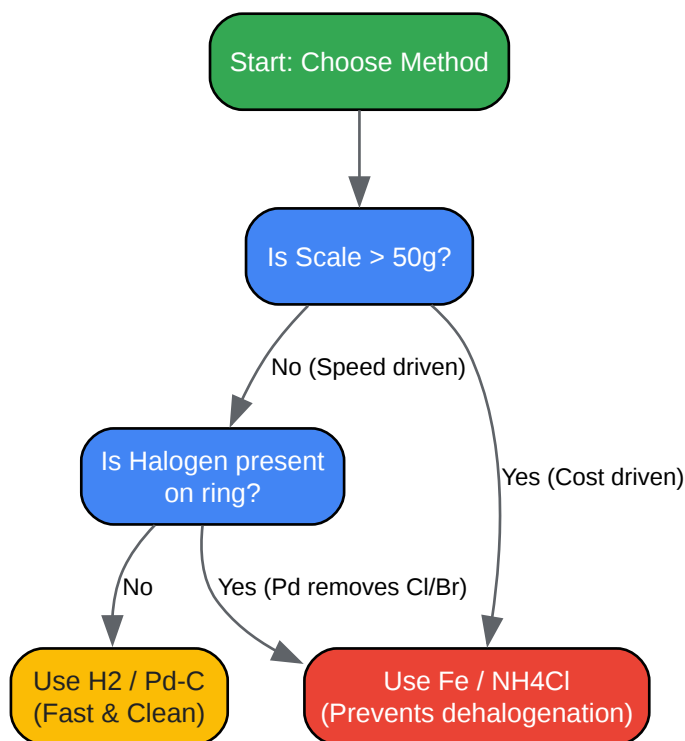 Start: Choose Method
Is Scale > 50g?
No (Speed driven)
Is Halogen present
on ring?
Yes (Cost driven)
No
Yes (Pd removes Cl/Br)
Use H2 / Pd-C
(Fast & Clean)
Use Fe / NH4Cl
(Prevents dehalogenation)